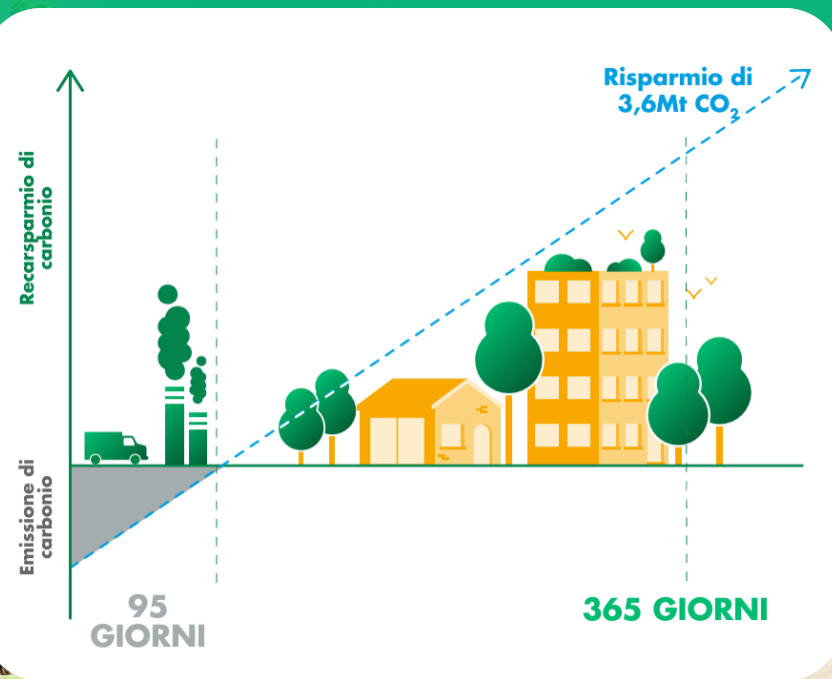 Risparmio di
3,6Mt CO₂
Recarsparmio di
carbonio
Emissione di
carbonio
95
GIORNI
365 GIORNI